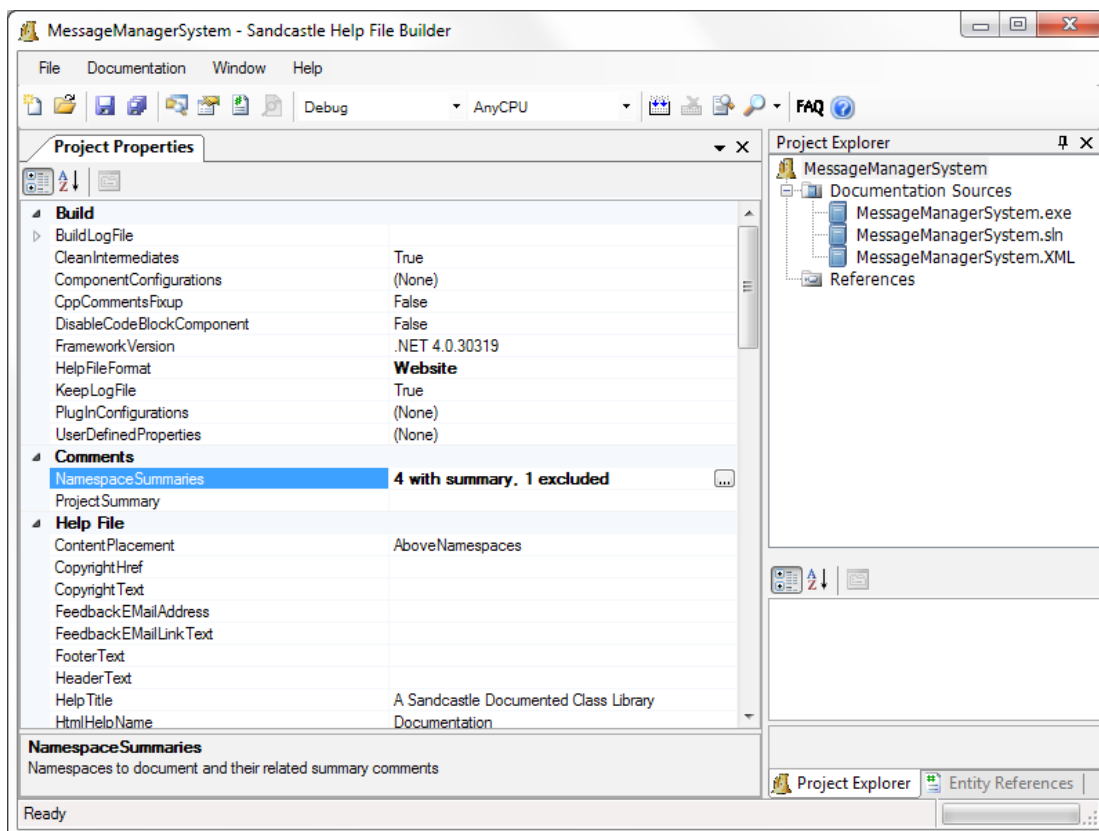 MessageManagerSystem - Sandcastle Help File Builder
File Documentation Window Help
Debug AnyCPU FAQ
Project Properties
Build
BuildLogFile
CleanIntermediates True
ComponentConfigurations (None)
CppCommentsFixup False
DisableCodeBlockComponent False
FrameworkVersion .NET 4.0.30319
HelpFileFormat Website
KeepLogFile True
PlugInConfigurations (None)
UserDefinedProperties (None)
Comments
NamespaceSummaries 4 with summary, 1 excluded ...
ProjectSummary
Help File
ContentPlacement AboveNamespaces
CopyrightHref
CopyrightText
FeedbackEMailAddress
FeedbackEMailLinkText
FooterText
HeaderText
HelpTitle A Sandcastle Documented Class Library
HtmlHelpName Documentation
NamespaceSummaries
Namespaces to document and their related summary comments
Project Explorer
MessageManagerSystem
Documentation Sources
MessageManagerSystem.exe
MessageManagerSystem.sln
MessageManagerSystem.XML
References
Project Explorer Entity References
Ready